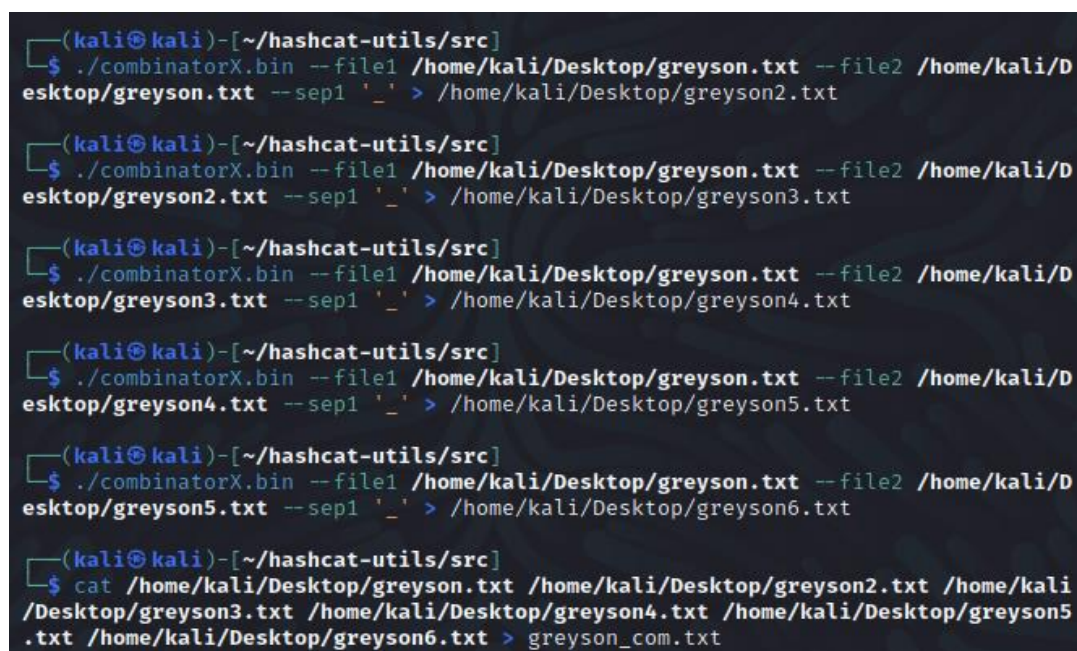 ┌──(kali㉿kali)-[~/hashcat-utils/src]
└─$ ./combinatorX.bin --file1 /home/kali/Desktop/greyson.txt --file2 /home/kali/D
esktop/greyson.txt --sep1 '_' > /home/kali/Desktop/greyson2.txt
┌──(kali㉿kali)-[~/hashcat-utils/src]
└─$ ./combinatorX.bin --file1 /home/kali/Desktop/greyson.txt --file2 /home/kali/D
esktop/greyson2.txt --sep1 '_' > /home/kali/Desktop/greyson3.txt
┌──(kali㉿kali)-[~/hashcat-utils/src]
└─$ ./combinatorX.bin --file1 /home/kali/Desktop/greyson.txt --file2 /home/kali/D
esktop/greyson3.txt --sep1 '_' > /home/kali/Desktop/greyson4.txt
┌──(kali㉿kali)-[~/hashcat-utils/src]
└─$ ./combinatorX.bin --file1 /home/kali/Desktop/greyson.txt --file2 /home/kali/D
esktop/greyson4.txt --sep1 '_' > /home/kali/Desktop/greyson5.txt
┌──(kali㉿kali)-[~/hashcat-utils/src]
└─$ ./combinatorX.bin --file1 /home/kali/Desktop/greyson.txt --file2 /home/kali/D
esktop/greyson5.txt --sep1 '_' > /home/kali/Desktop/greyson6.txt
┌──(kali㉿kali)-[~/hashcat-utils/src]
└─$ cat /home/kali/Desktop/greyson.txt /home/kali/Desktop/greyson2.txt /home/kali
/Desktop/greyson3.txt /home/kali/Desktop/greyson4.txt /home/kali/Desktop/greyson5
.txt /home/kali/Desktop/greyson6.txt > greyson_com.txt